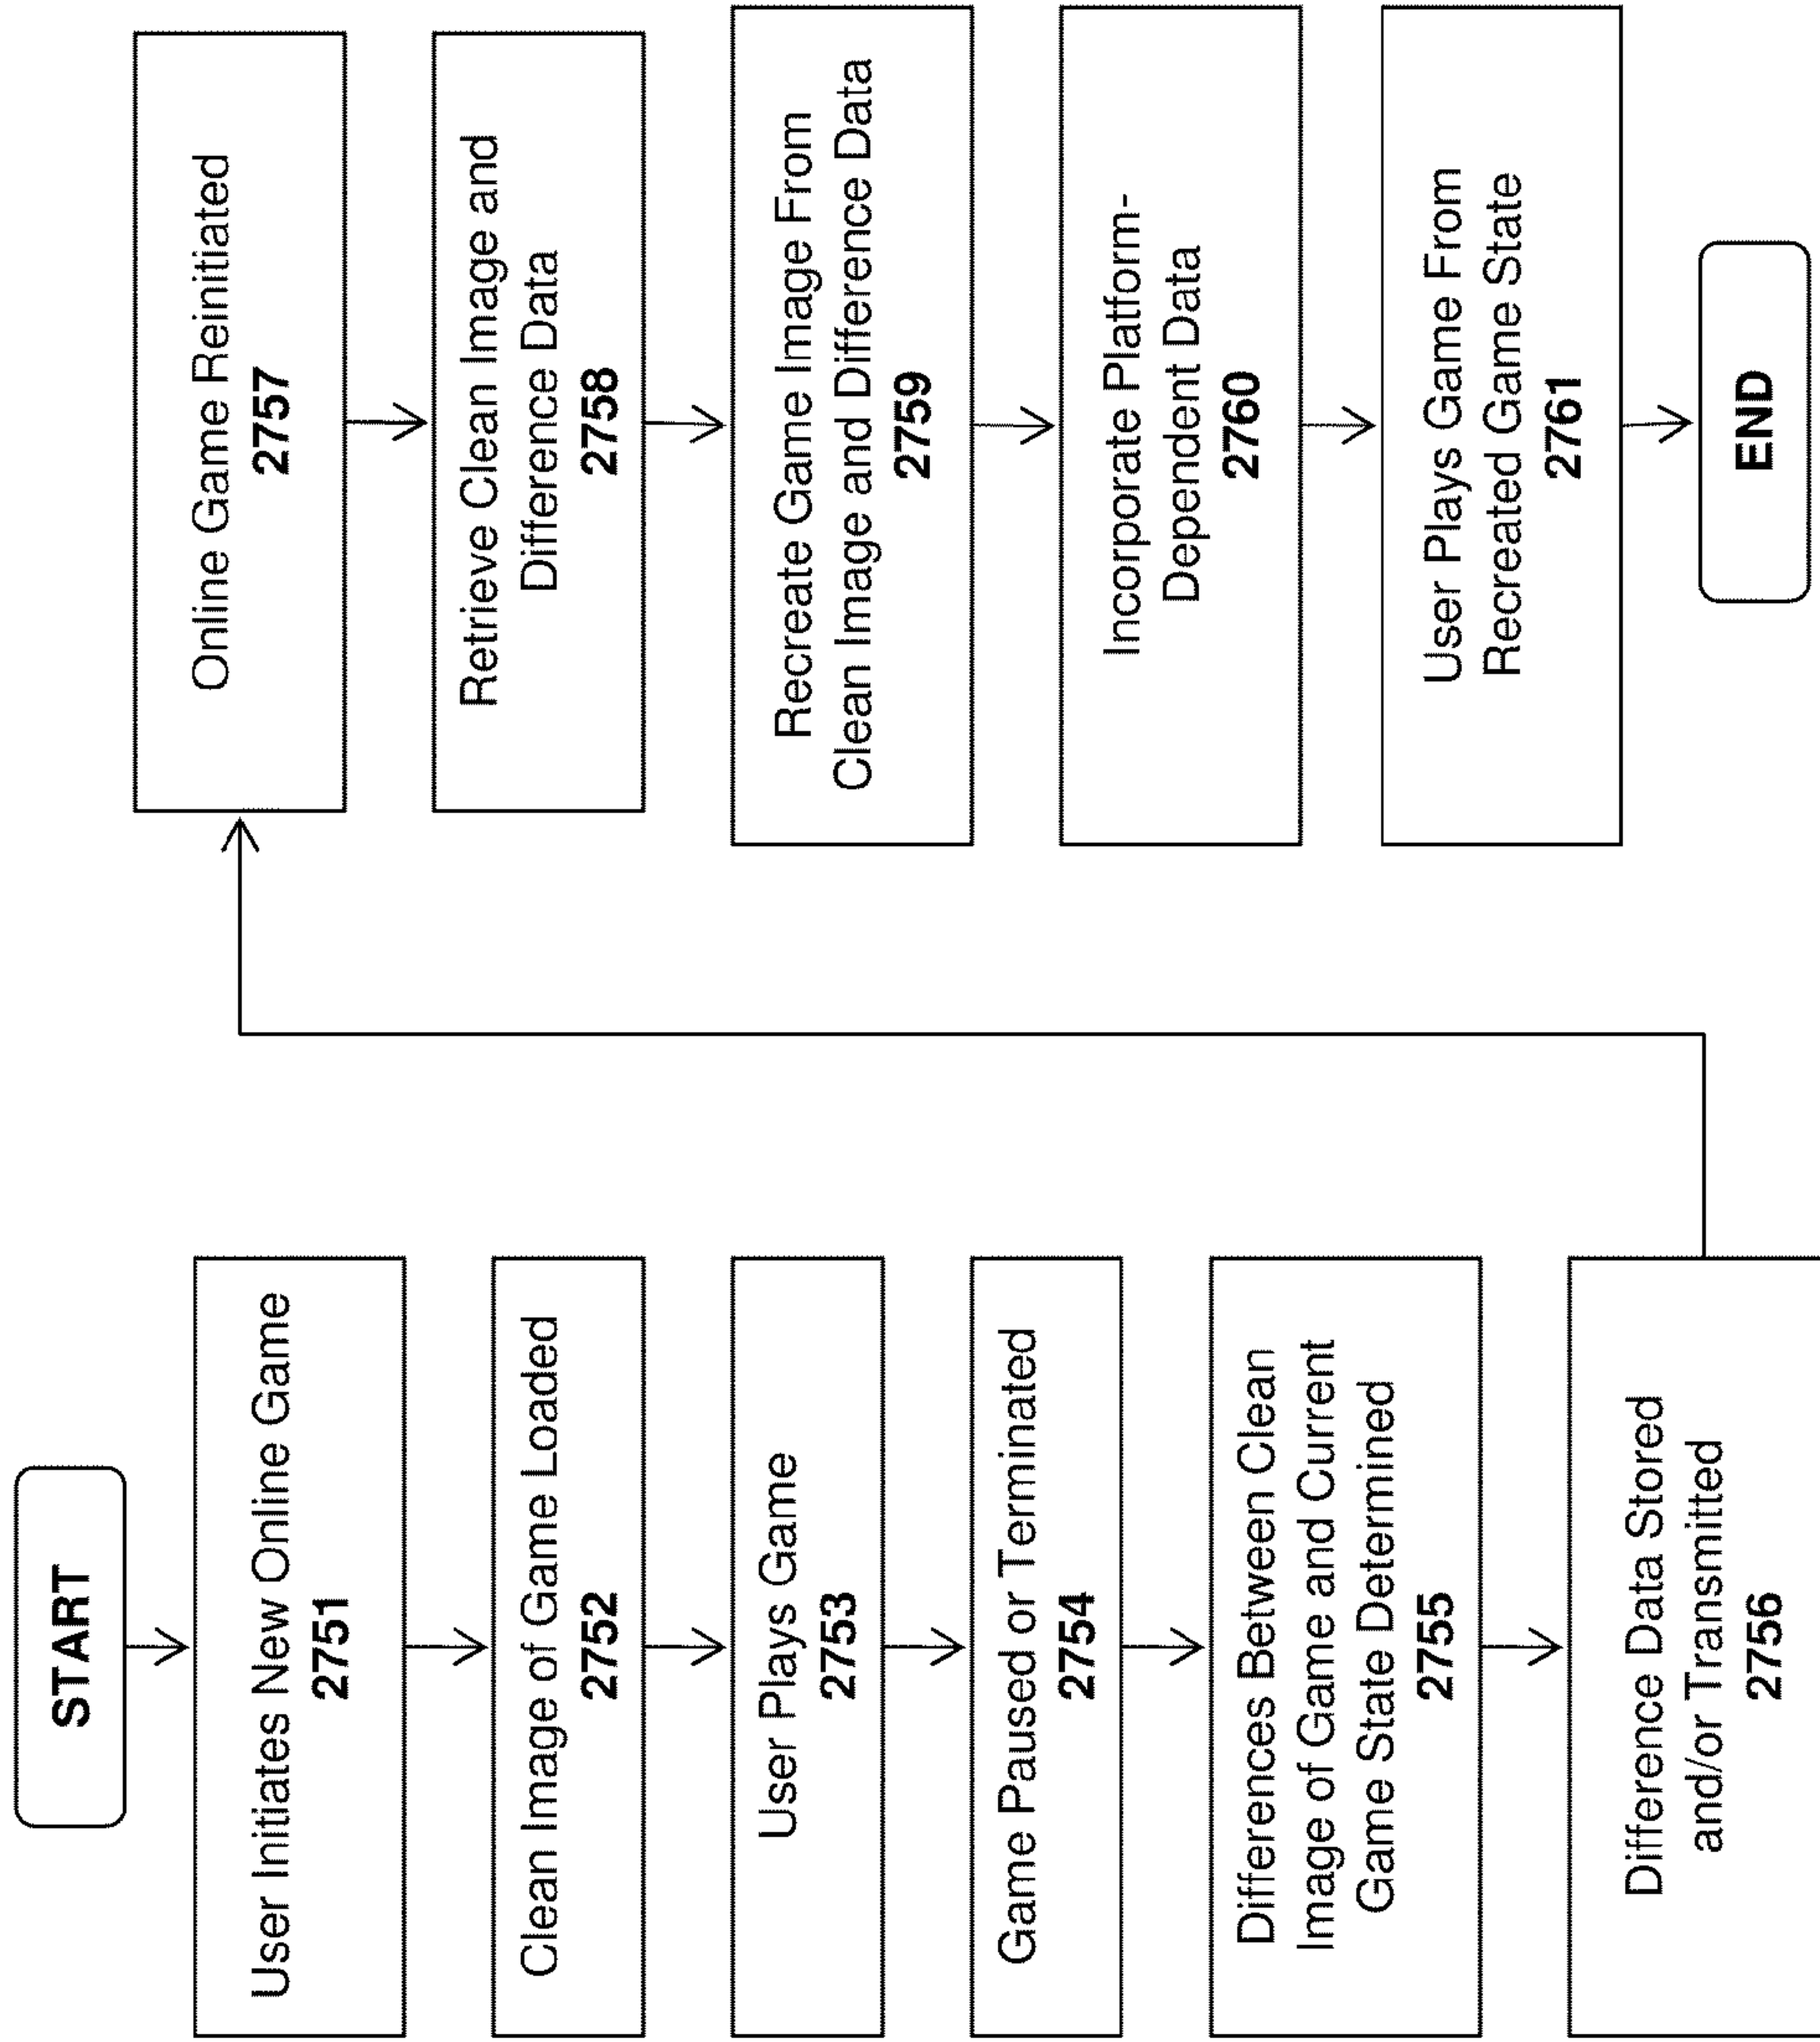 START
User Initiates New Online Game
2751
Clean Image of Game Loaded
2752
User Plays Game
2753
Game Paused or Terminated
2754
Differences Between Clean
Image of Game and Current
Game State Determined
2755
Difference Data Stored
and/or Transmitted
2756
Online Game Reinitiated
2757
Retrieve Clean Image and
Difference Data
2758
Recreate Game Image From
Clean Image and Difference Data
2759
Incorporate Platform-
Dependent Data
2760
User Plays Game From
Recreated Game State
2761
END